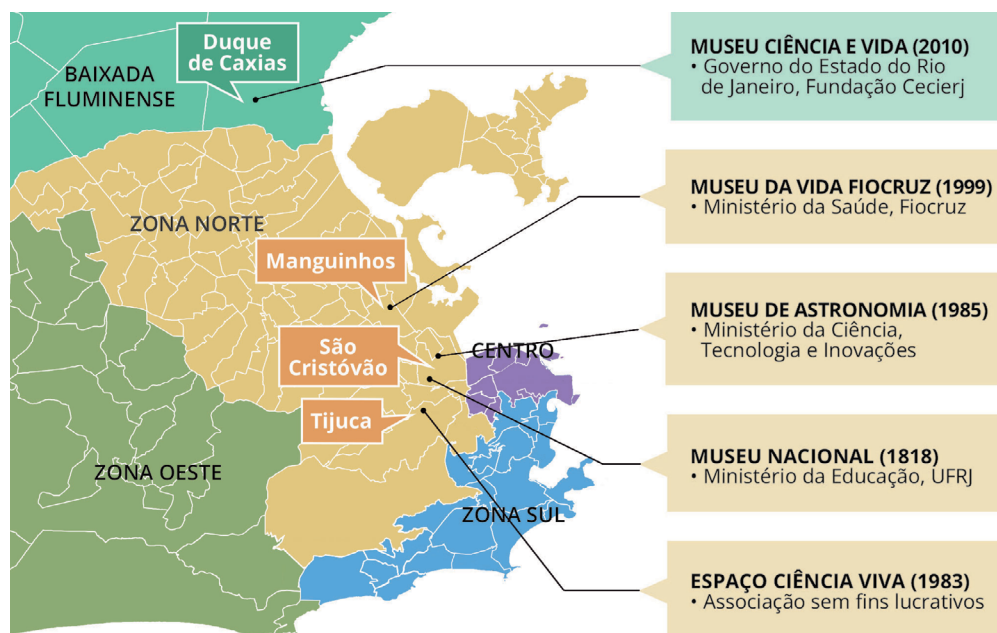 Duque
de Caxias
BAIXADA
FLUMINENSE
ZONA NORTE
Manguinhos
São
Cristóvão
CENTRO
Tijuca
ZONA OESTE
ZONA SUL
MUSEU CIÊNCIA E VIDA (2010)
• Governo do Estado do Rio
de Janeiro, Fundação Cecierj
MUSEU DA VIDA FIOCRUZ (1999)
• Ministério da Saúde, Fiocruz
MUSEU DE ASTRONOMIA (1985)
• Ministério da Ciência,
Tecnologia e Inovações
MUSEU NACIONAL (1818)
• Ministério da Educação, UFRJ
ESPAÇO CIÊNCIA VIVA (1983)
• Associação sem fins lucrativos